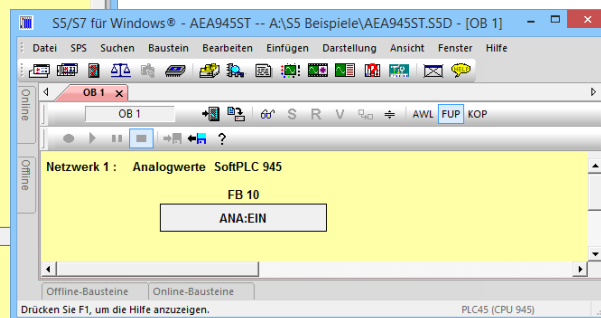 S5/S7 für Windows® - AEA945ST -- A:\S5 Beispiele\AEA945ST.S5D - [OB 1]
Datei SPS Suchen Baustein Bearbeiten Einfügen Darstellung Ansicht Fenster Hilfe
OB 1
OB 1 S R V AWL FUP KOP
?
Online
Offline
Netzwerk 1 : Analogwerte SoftPLC 945
FB 10
ANA:EIN
Offline-Bausteine Online-Bausteine
Drücken Sie F1, um die Hilfe anzuzeigen. PLC45 (CPU 945)